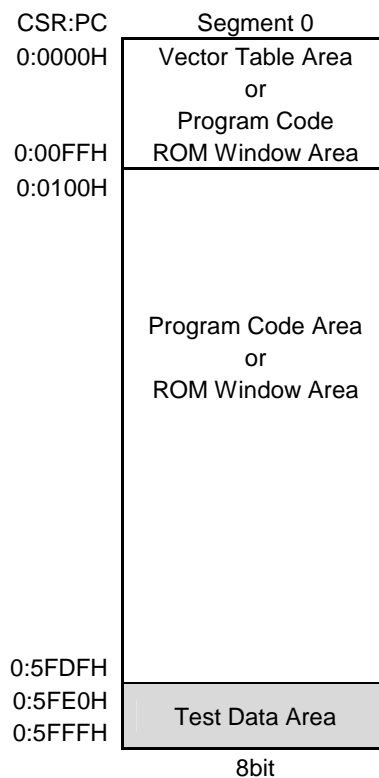 CSR:PC Segment 0
0:0000H Vector Table Area
or
Program Code
0:00FFH ROM Window Area
0:0100H
Program Code Area
or
ROM Window Area
0:5FDFH
0:5FE0H
Test Data Area
0:5FFFH
8bit